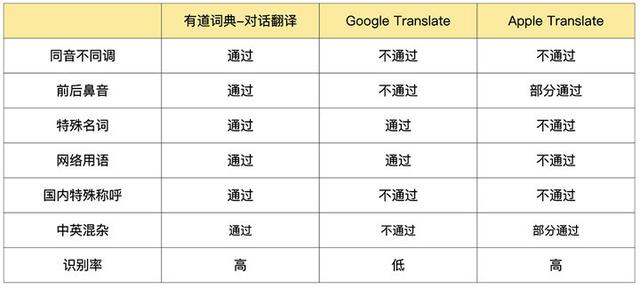 有道词典-对话翻译 Google Translate Apple Translate
同音不同调 通过 不通过 不通过
前后鼻音 通过 不通过 部分通过
特殊名词 通过 通过 不通过
网络用语 通过 通过 不通过
国内特殊称呼 通过 不通过 不通过
中英混杂 通过 不通过 部分通过
识别率 高 低 高